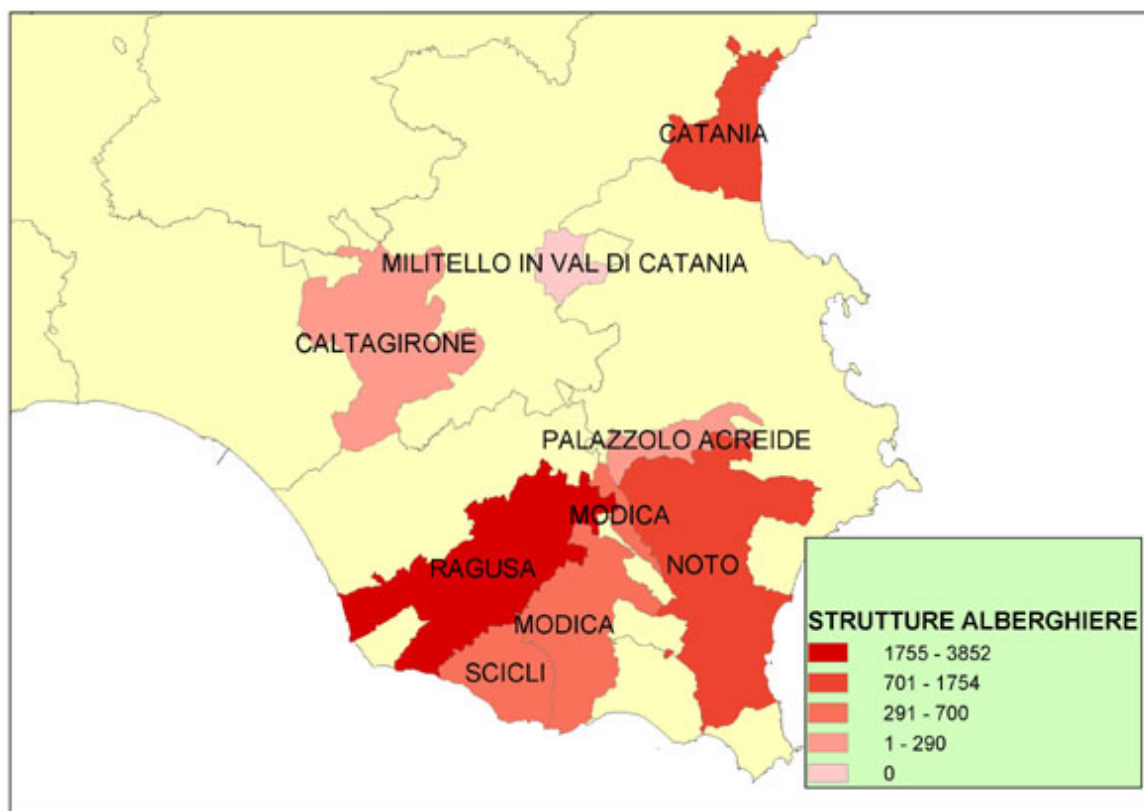 CATANIA
MILITELLO IN VAL DI CATANIA
CALTAGIRONE
PALAZZOLO ACREIDE
MODICA
RAGUSA
NOTO
MODICA
SCICLI
STRUTTURE ALBERGHIERE
1755 - 3852
701 - 1754
291 - 700
1 - 290
0